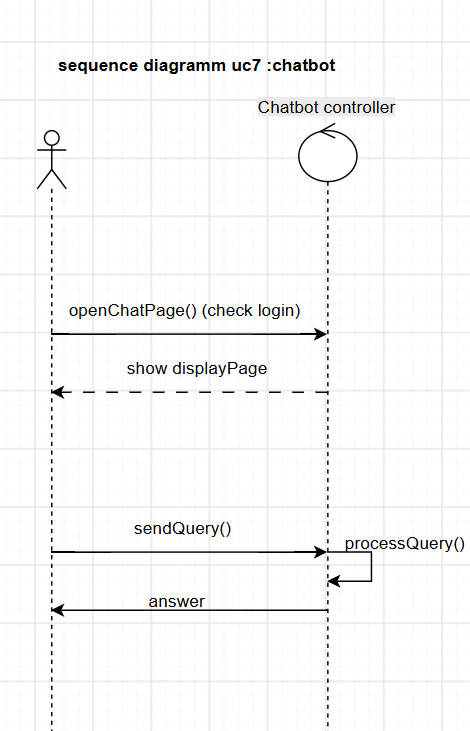 sequence diagramm uc7 :chatbot
Chatbot controller
openChatPage() (check login)
show displayPage
sendQuery()
processQuery()
answer